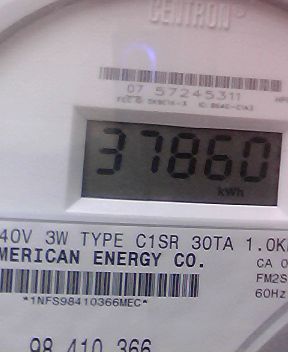 CENTRON®
07 57245311
37860
kWh
40V 3W TYPE C1SR 30TA 1.0K
MERICAN ENERGY CO.
CA 0
FM2S
60Hz
*1NFS98410366MEC*
98 410 366